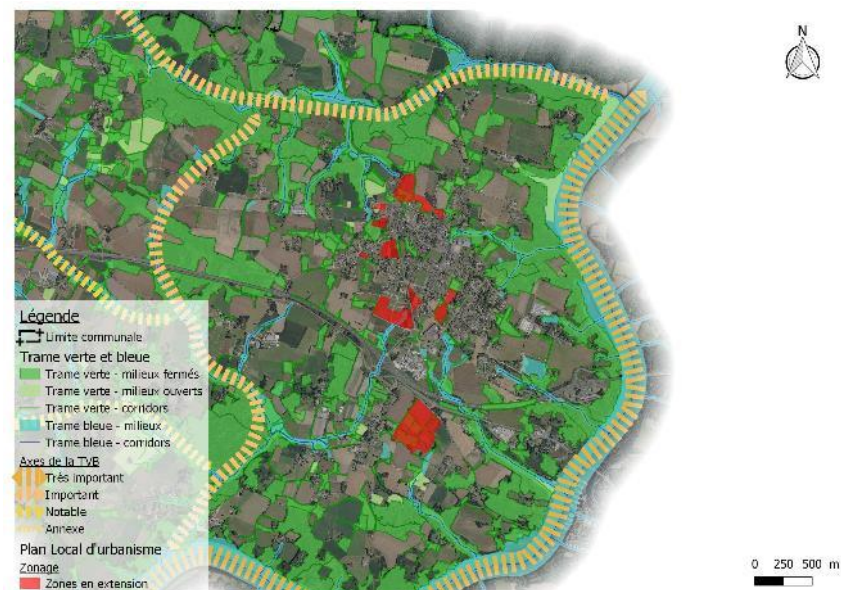 N
Légende
Limite communale
Trame verte et bleue
Trame verte - milieux fermés
Trame verte - milieux ouverts
Trame verte - corridors
Trame bleue - milieux
Trame bleue - corridors
Axes de la TVB
Très important
Important
Notable
Annexe
Plan Local d'urbanisme
Zonage
Zones en extension
0 250 500 m